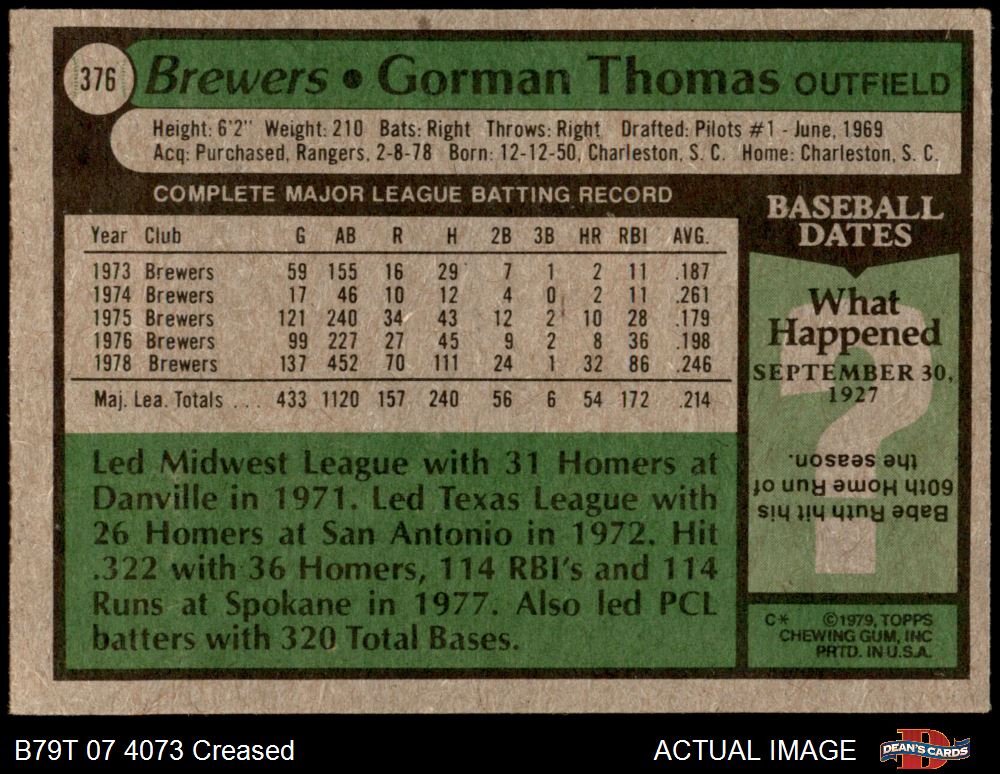 376 Brewers • Gorman Thomas OUTFIELD
Height: 6'2" Weight: 210 Bats: Right Throws: Right Drafted: Pilots #1 - June, 1969
Acq: Purchased, Rangers, 2-8-78 Born: 12-12-50, Charleston, S. C. Home: Charleston, S. C.
COMPLETE MAJOR LEAGUE BATTING RECORD
Year Club G AB R H 2B 3B HR RBI AVG.
1973 Brewers 59 155 16 29 7 1 2 11 .187
1974 Brewers 17 46 10 12 4 0 2 11 .261
1975 Brewers 121 240 34 43 12 2 10 28 .179
1976 Brewers 99 227 27 45 9 2 8 36 .198
1978 Brewers 137 452 70 111 24 1 32 86 .246
Maj. Lea. Totals ... 433 1120 157 240 56 6 54 172 .214
Led Midwest League with 31 Homers at
Danville in 1971. Led Texas League with
26 Homers at San Antonio in 1972. Hit
.322 with 36 Homers, 114 RBI's and 114
Runs at Spokane in 1977. Also led PCL
batters with 320 Total Bases.
BASEBALL
DATES
What
Happened
SEPTEMBER 30,
1927
?
Babe Ruth hit his
60th Home Run of
the season.
C* ©1979, TOPPS
CHEWING GUM, INC
PRTD. IN U.S.A.
B79T 07 4073 Creased
ACTUAL IMAGE
DEAN'S CARDS